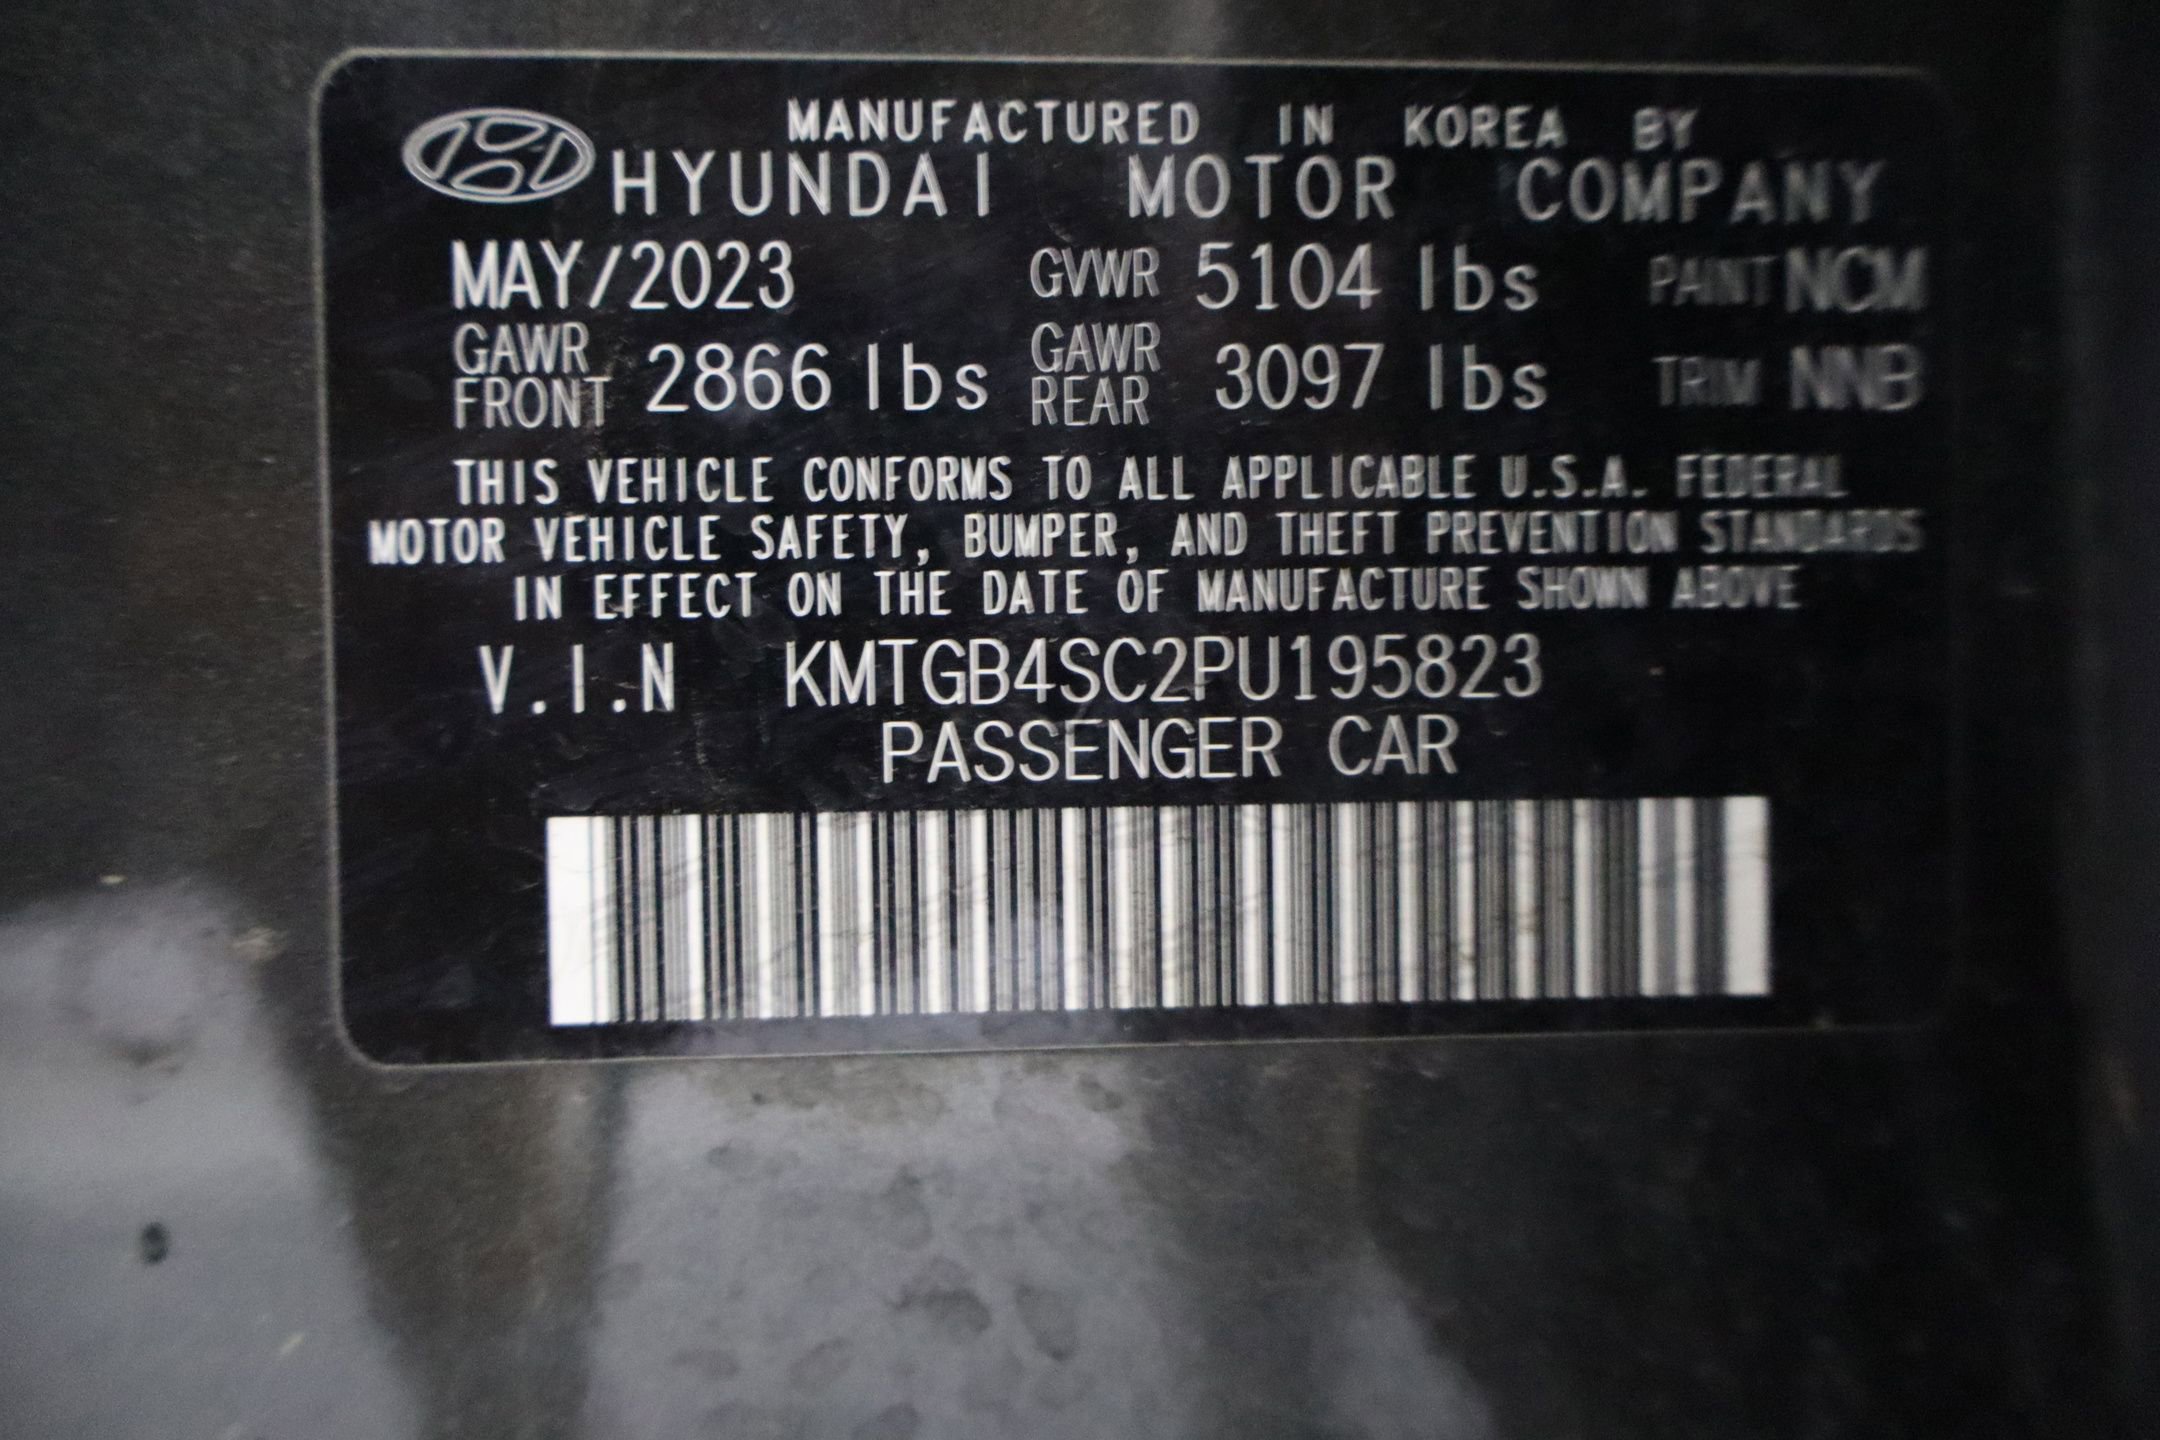 MANUFACTURED IN KOREA BY
HYUNDAI MOTOR COMPANY
MAY/2023 GVWR 5104 lbs PAINT NCM
GAWR FRONT 2866 lbs GAWR REAR 3097 lbs TRIM NNB
THIS VEHICLE CONFORMS TO ALL APPLICABLE U.S.A. FEDERAL
MOTOR VEHICLE SAFETY, BUMPER, AND THEFT PREVENTION STANDARDS
IN EFFECT ON THE DATE OF MANUFACTURE SHOWN ABOVE
V.I.N KMTGB4SC2PU195823
PASSENGER CAR